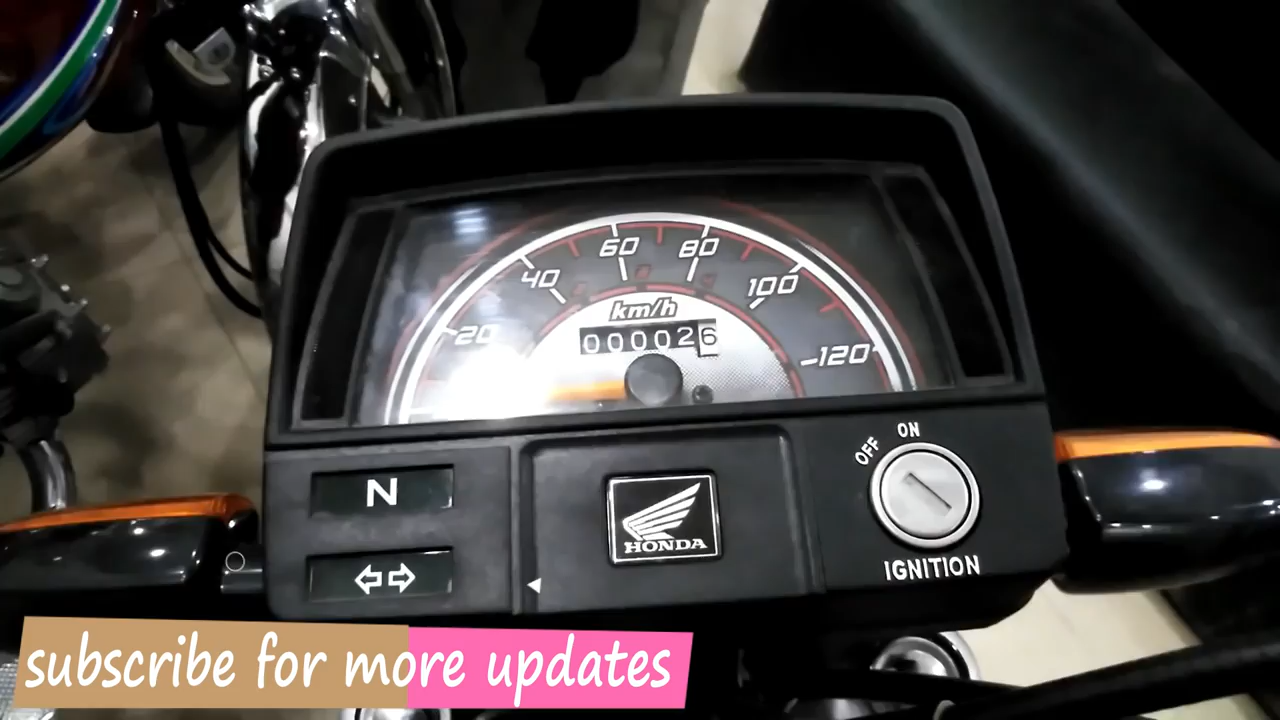 60 80
40 100
km/h
20 000026
-120
OFF ON
N
HONDA
IGNITION
subscribe for more updates